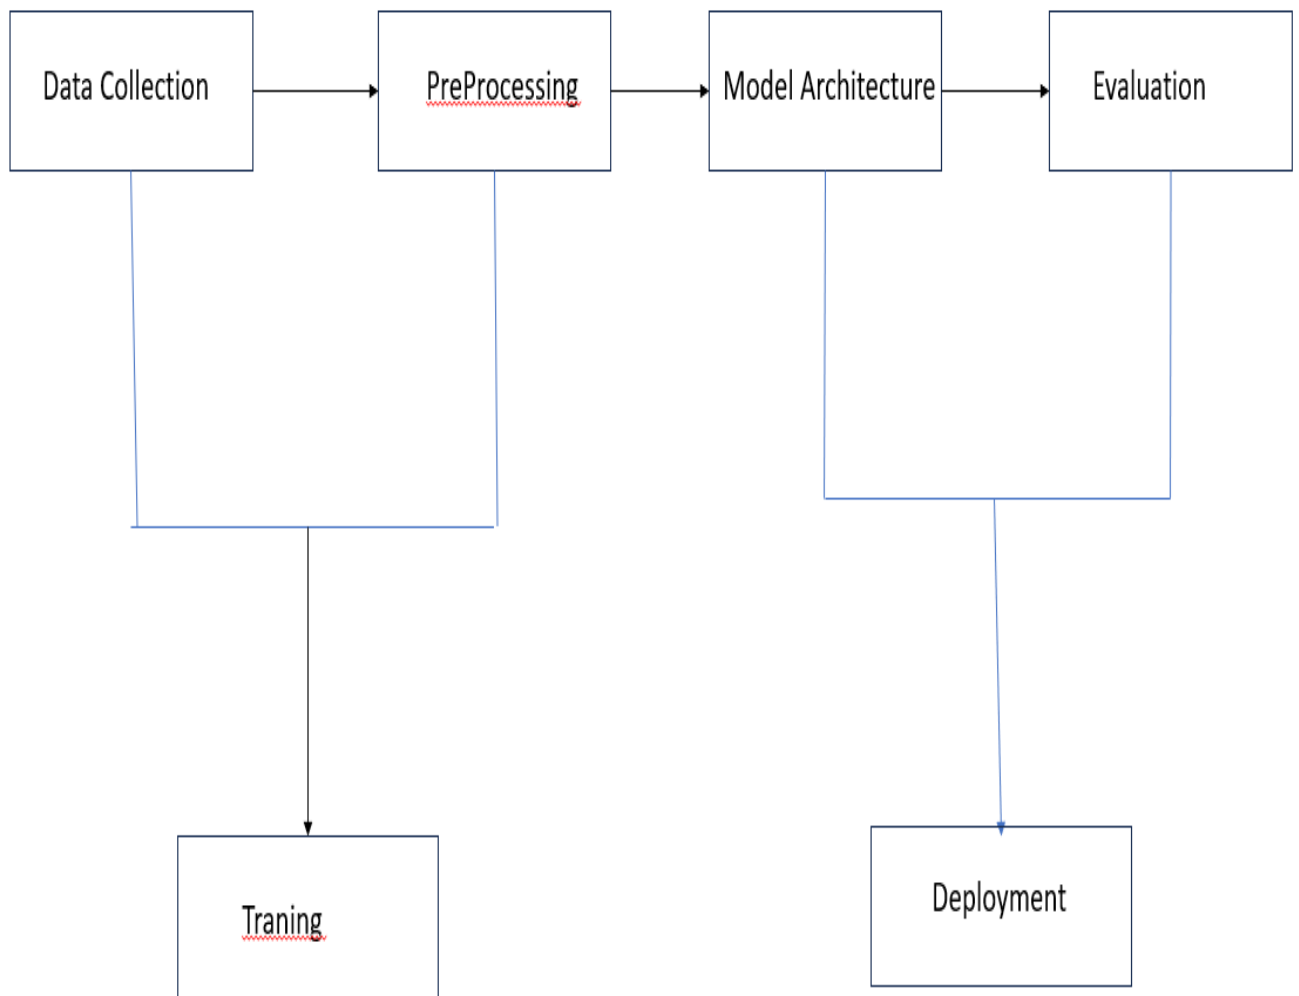 Data Collection
PreProcessing
Model Architecture
Evaluation
Traning
Deployment